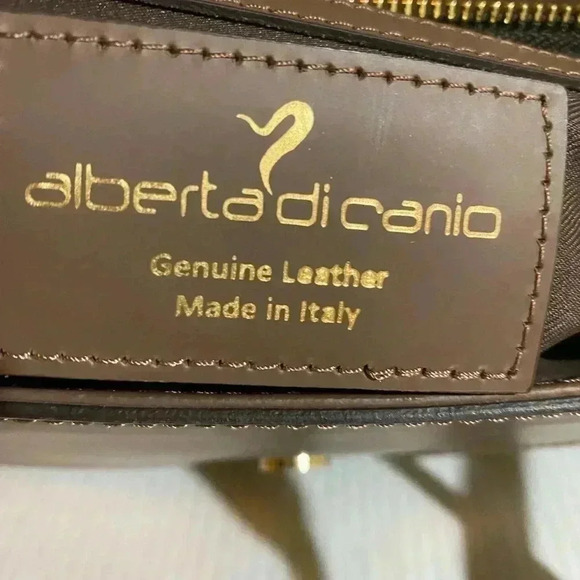 alberta di canio
Genuine Leather
Made in Italy